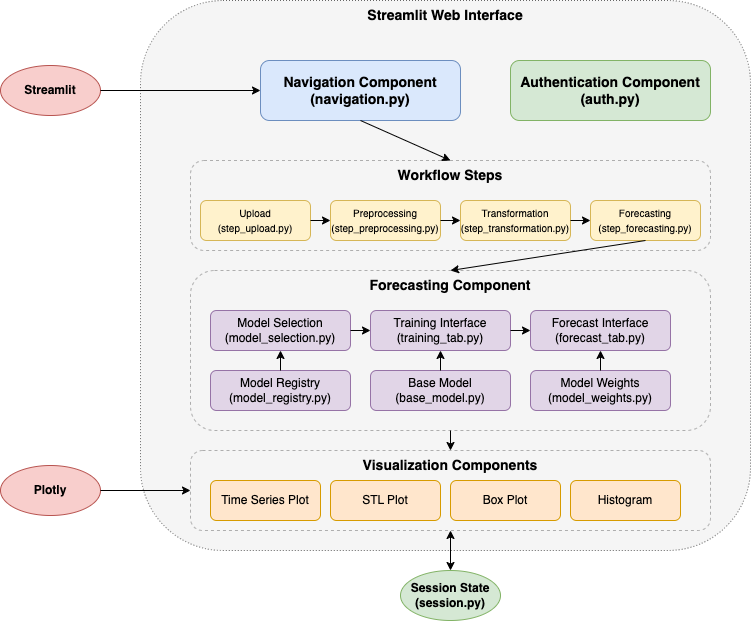 Streamlit Web Interface
Streamlit
Navigation Component
(navigation.py)
Authentication Component
(auth.py)
Workflow Steps
Upload
(step_upload.py)
Preprocessing
(step_preprocessing.py)
Transformation
(step_transformation.py)
Forecasting
(step_forecasting.py)
Forecasting Component
Model Selection
(model_selection.py)
Training Interface
(training_tab.py)
Forecast Interface
(forecast_tab.py)
Model Registry
(model_registry.py)
Base Model
(base_model.py)
Model Weights
(model_weights.py)
Plotly
Visualization Components
Time Series Plot
STL Plot
Box Plot
Histogram
Session State
(session.py)